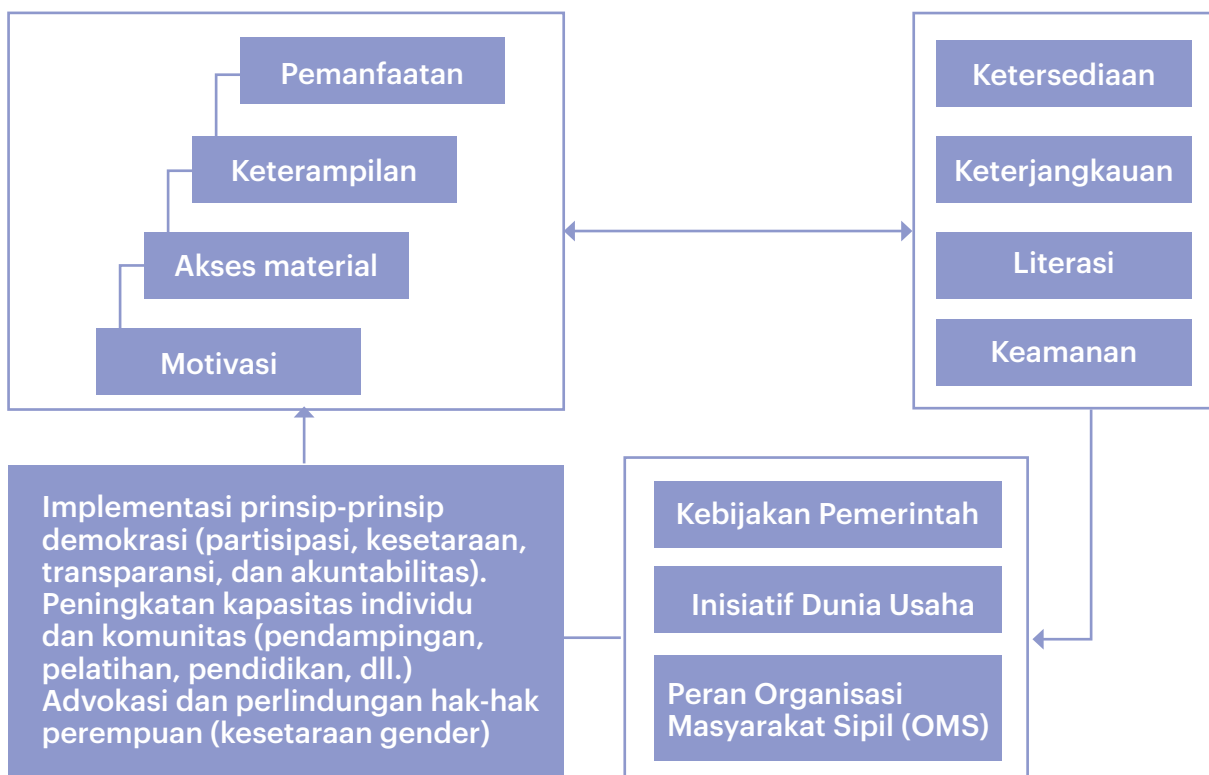 Pemanfaatan
Keterampilan
Akses material
Motivasi
Ketersediaan
Keterjangkauan
Literasi
Keamanan
Implementasi prinsip-prinsip
demokrasi (partisipasi, kesetaraan,
transparansi, dan akuntabilitas).
Peningkatan kapasitas individu
dan komunitas (pendampingan,
pelatihan, pendidikan, dll.)
Advokasi dan perlindungan hak-hak
perempuan (kesetaraan gender)
Kebijakan Pemerintah
Inisiatif Dunia Usaha
Peran Organisasi
Masyarakat Sipil (OMS)